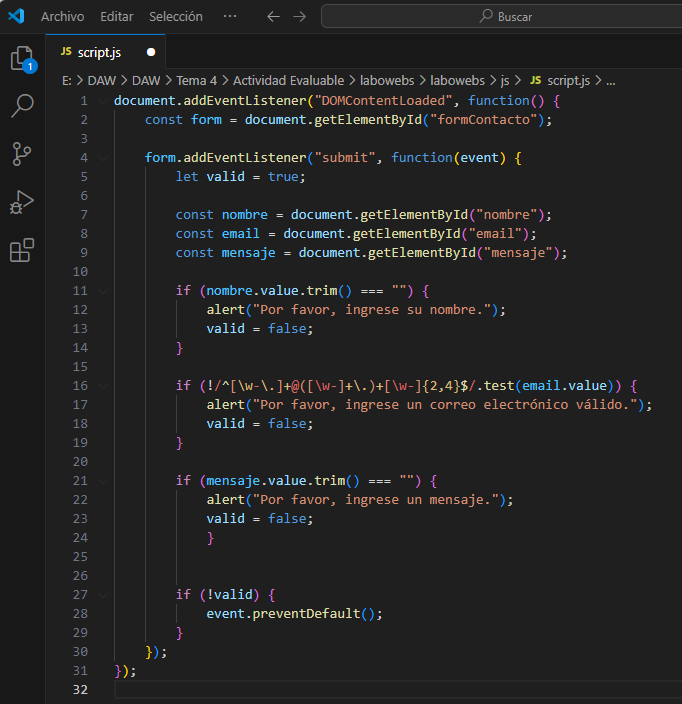 Archivo Editar Selección ··· ← → Buscar
1
JS script.js ●
E: > DAW > DAW > Tema 4 > Actividad Evaluable > labowebs > labowebs > js > JS script.js > ...
1 document.addEventListener("DOMContentLoaded", function() {
2     const form = document.getElementById("formContacto");
3
4     form.addEventListener("submit", function(event) {
5         let valid = true;
6
7         const nombre = document.getElementById("nombre");
8         const email = document.getElementById("email");
9         const mensaje = document.getElementById("mensaje");
10
11         if (nombre.value.trim() === "") {
12             alert("Por favor, ingrese su nombre.");
13             valid = false;
14         }
15
16         if (!/^[\w-\.]+@([\w-]+\.)+[\w-]{2,4}$/.test(email.value)) {
17             alert("Por favor, ingrese un correo electrónico válido.");
18             valid = false;
19         }
20
21         if (mensaje.value.trim() === "") {
22             alert("Por favor, ingrese un mensaje.");
23             valid = false;
24             }
25
26
27         if (!valid) {
28             event.preventDefault();
29         }
30     });
31 });
32